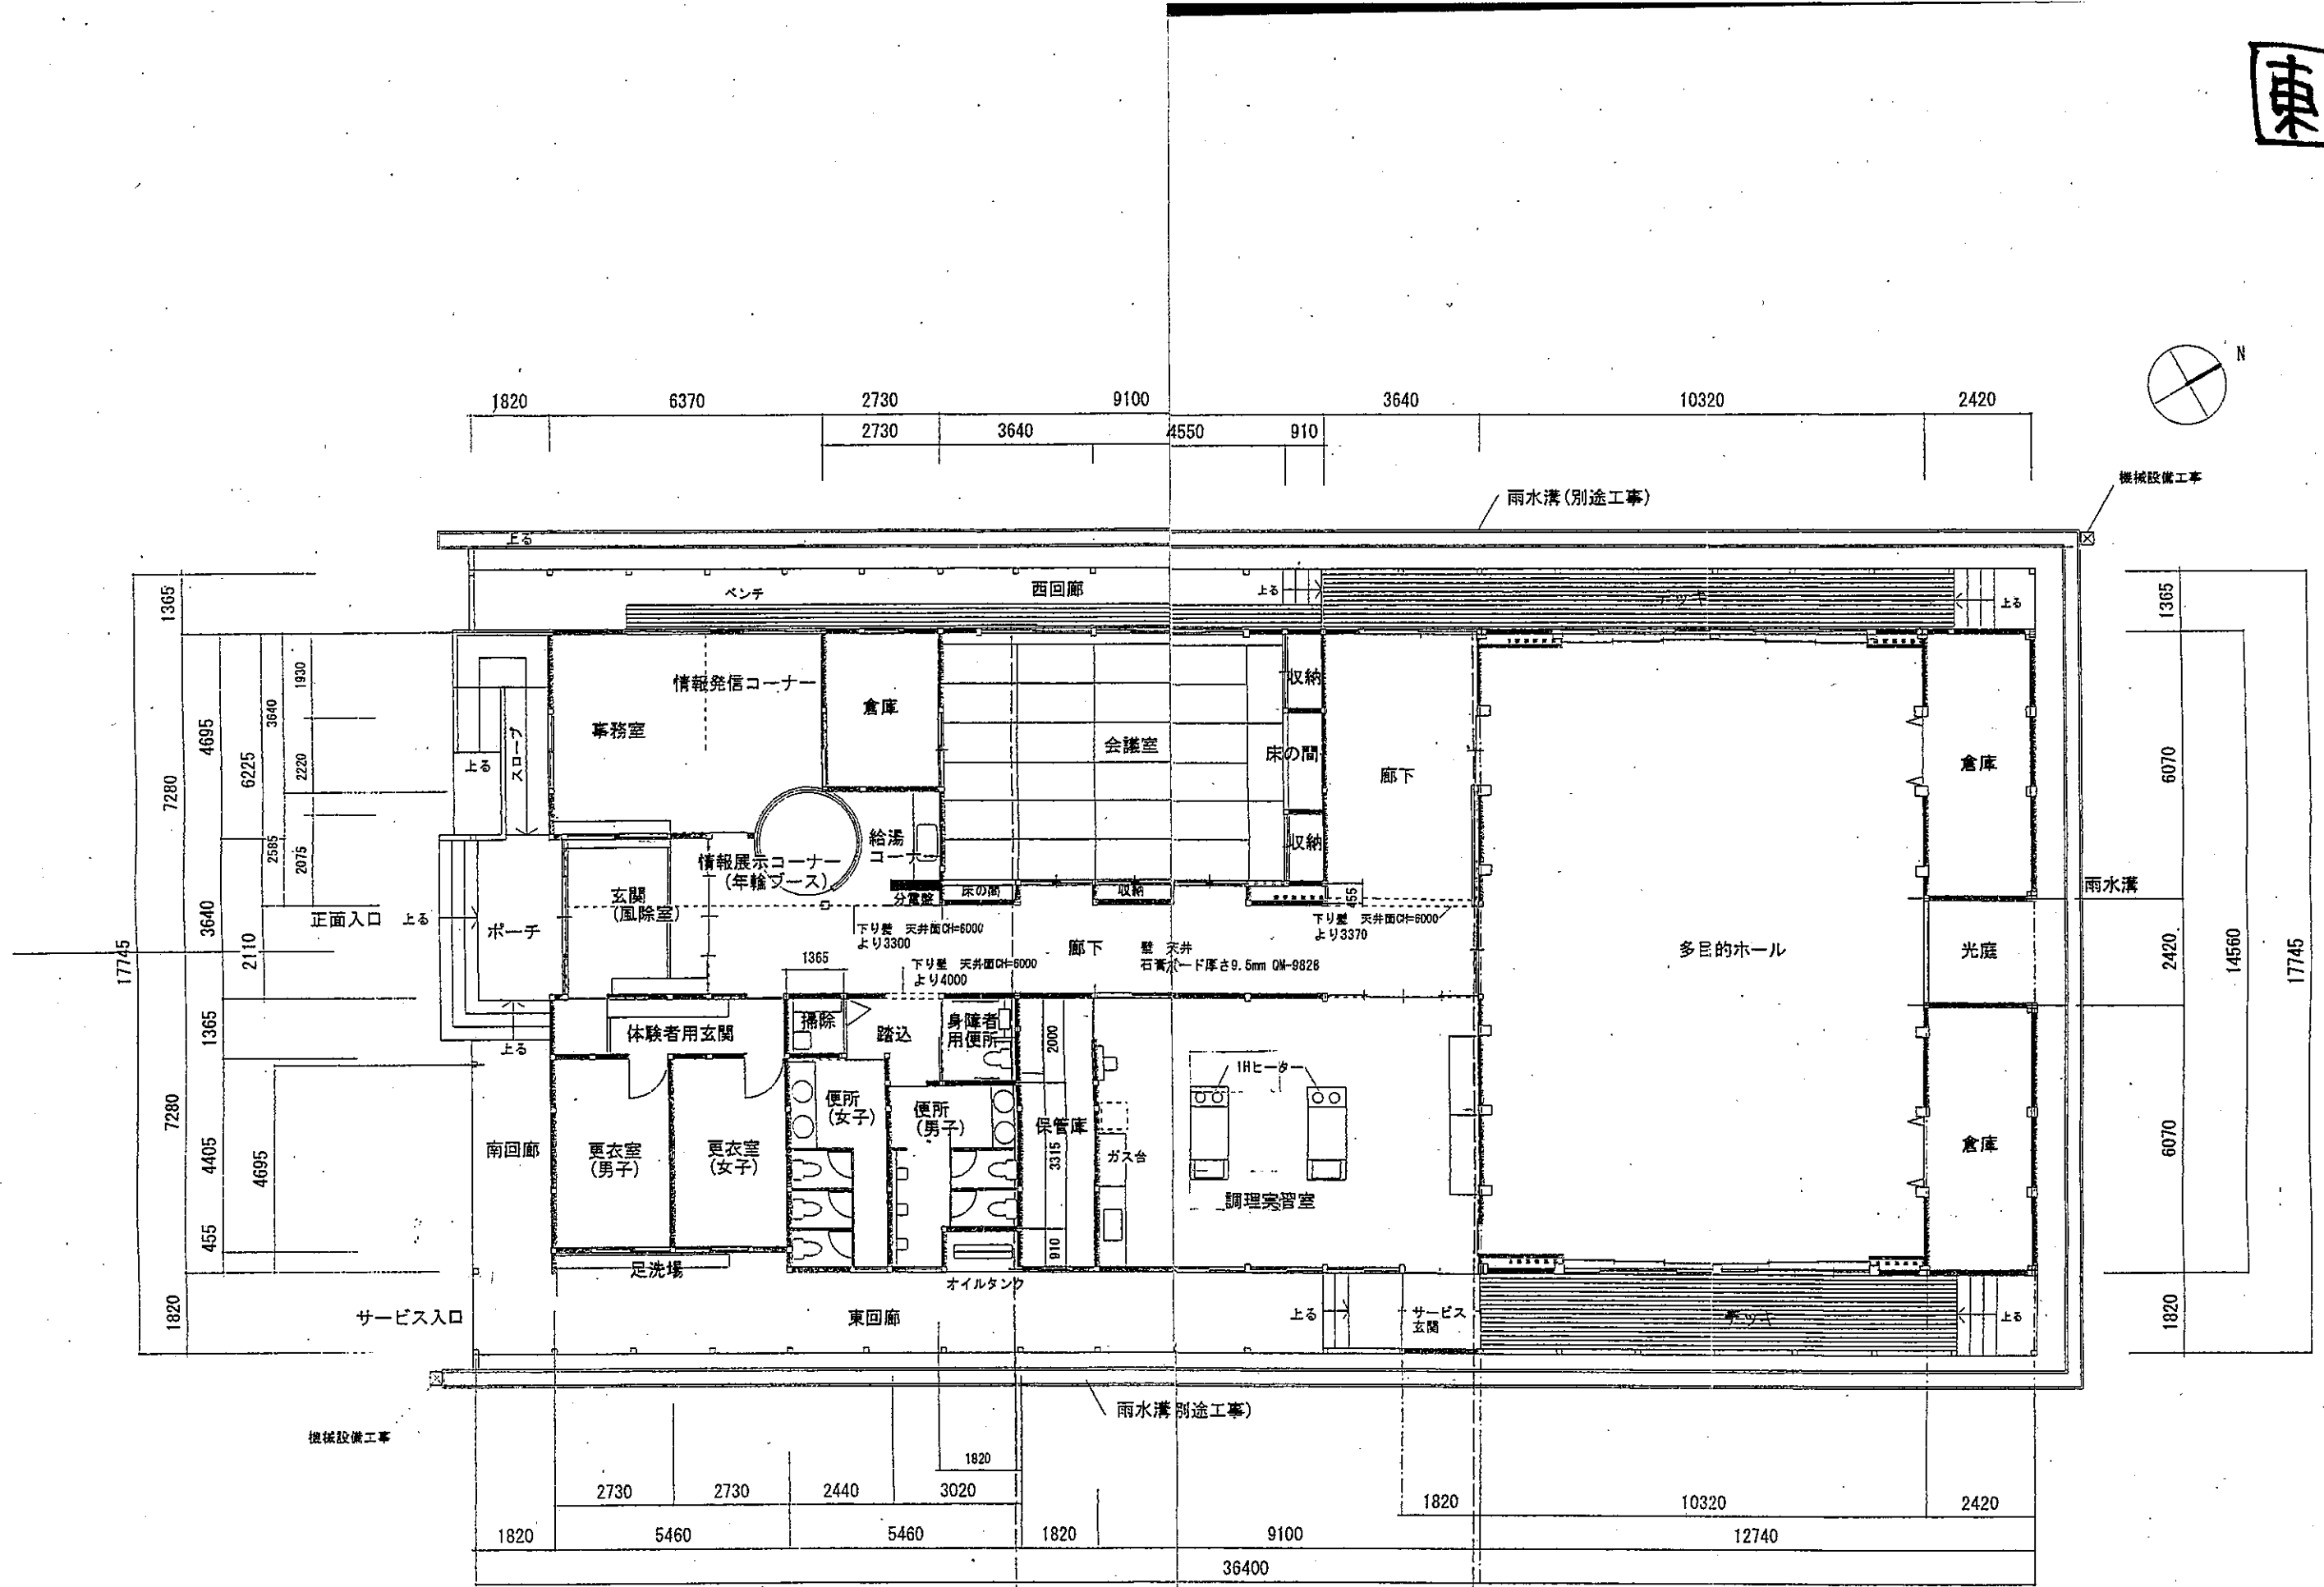 東
N
1820 6370 2730 9100 3640 10320 2420
2730 3640 4550 910
機械設備工事
雨水溝(別途工事)
上る
ベンチ
西回廊
上る
デッキ
上る
1365
1365
情報発信コーナー
事務室
倉庫
会議室
収納
床の間
収納
廊下
倉庫
スロープ
上る
給湯
コーナー
情報展示コーナー
(年輪ブース)
玄関
(風除室)
分電盤
床の間
収納
455
正面入口
上る
ポーチ
下り壁 天井面CH=6000
より3300
下り壁 天井面CH=6000
より3370
廊下
壁 天井
石膏ボード厚さ9.5mm QM-9826
下り壁 天井面CH=6000
より4000
1365
多目的ホール
光庭
雨水溝
上る
体験者用玄関
掃除
踏込
身障者
用便所
2000
IHヒーター
南回廊
更衣室
(男子)
更衣室
(女子)
便所
(女子)
便所
(男子)
保管庫
3315
ガス台
910
調理実習室
倉庫
足洗場
オイルタンク
サービス入口
東回廊
上る
サービス
玄関
デッキ
上る
雨水溝別途工事)
機械設備工事
17745
7280
3640
7280
1820
4695
1365
4405
455
6225
2110
4695
3640
2585
1930
2220
2075
6070
2420
6070
1820
14560
17745
1820
2730 2730 2440 3020 1820 10320 2420
1820 5460 5460 1820 9100 12740
36400